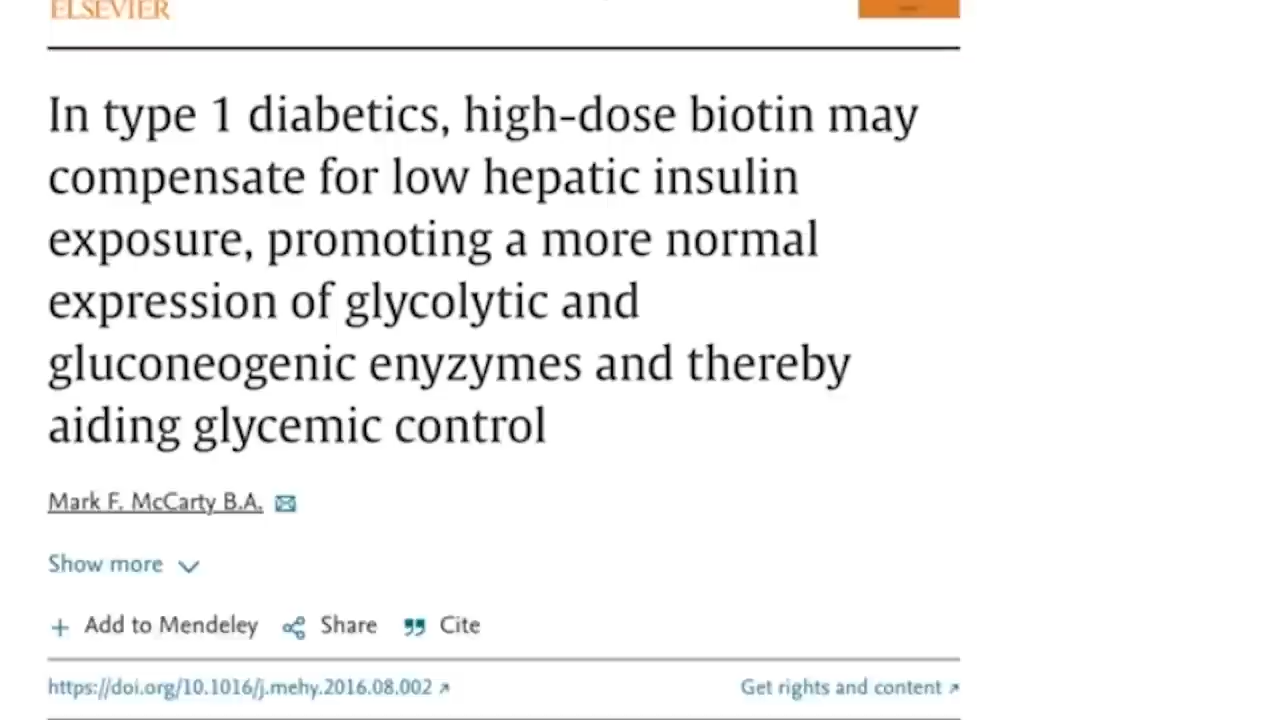 ELSEVIER
In type 1 diabetics, high-dose biotin may
compensate for low hepatic insulin
exposure, promoting a more normal
expression of glycolytic and
gluconeogenic enyzymes and thereby
aiding glycemic control
Mark F. McCarty B.A.
Show more
Add to Mendeley Share Cite
https://doi.org/10.1016/j.mehy.2016.08.002
Get rights and content